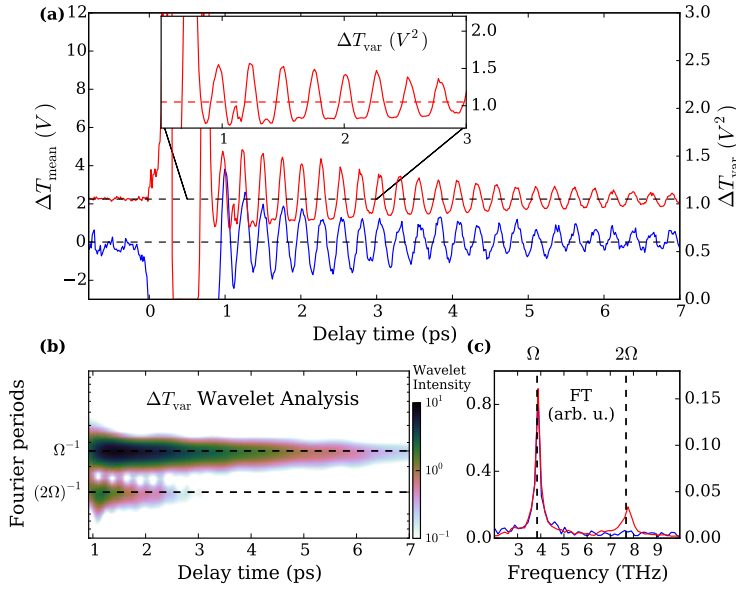 (a)
12
10
8
6
4
2
0
−2
ΔT_mean (V)
ΔT_var (V²)
2.0
1.5
1.0
1
2
3
3.0
2.5
2.0
1.5
1.0
0.5
0.0
ΔT_var (V²)
0
1
2
3
4
5
6
7
Delay time (ps)
(b)
ΔT_var Wavelet Analysis
Fourier periods
Ω⁻¹
(2Ω)⁻¹
1
2
3
4
5
6
7
Delay time (ps)
Wavelet
Intensity
10¹
10⁰
10⁻¹
(c)
Ω
2Ω
FT
(arb. u.)
0.8
0.4
0.0
0.15
0.10
0.05
0.00
3
4
5
6
7
8
9
Frequency (THz)